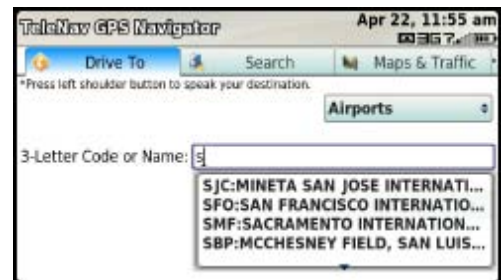 TeleNav GPS Navigator
Apr 22, 11:55 am
3G
Drive To
Search
Maps & Traffic
*Press left shoulder button to speak your destination.
Airports
3-Letter Code or Name: s
SJC:MINETA SAN JOSE INTERNATI...
SFO:SAN FRANCISCO INTERNATIO...
SMF:SACRAMENTO INTERNATION...
SBP:MCCHESNEY FIELD, SAN LUIS...